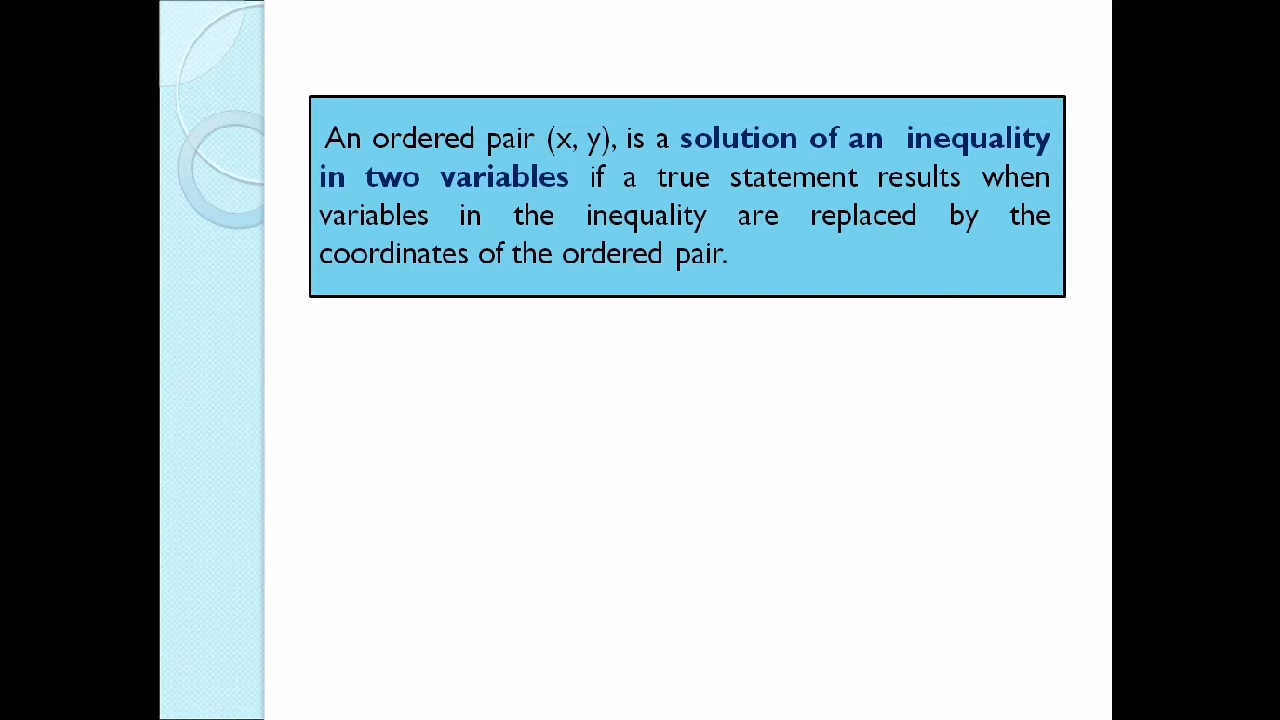 An ordered pair (x, y), is a solution of an inequality
in two variables if a true statement results when
variables in the inequality are replaced by the
coordinates of the ordered pair.